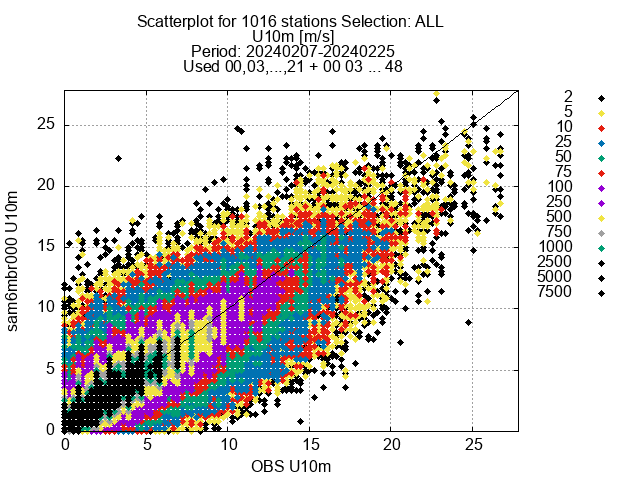 Scatterplot for 1016 stations Selection: ALL
U10m [m/s]
Period: 20240207-20240225
Used 00,03,...,21 + 00 03 ... 48
25
20
15
10
5
0
sam6mbr000 U10m
0 5 10 15 20 25
OBS U10m
2
5
10
25
50
75
100
250
500
750
1000
2500
5000
7500